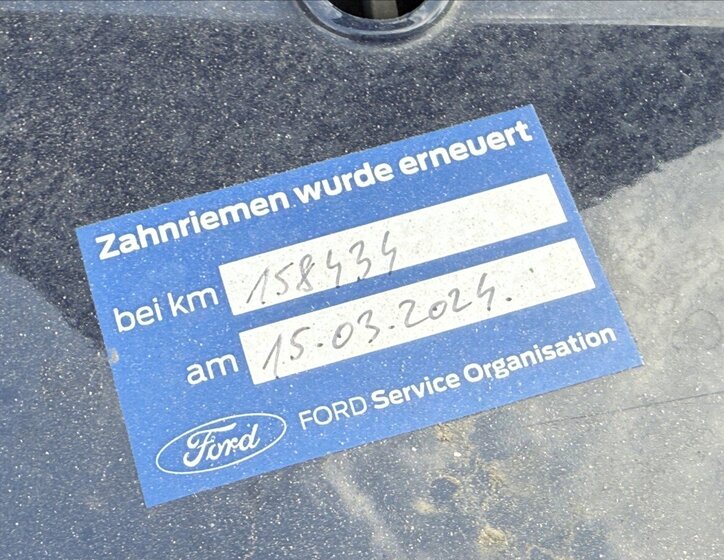 Zahnriemen wurde erneuert
bei km 158434
am 15.03.2024.
Ford FORD Service Organisation